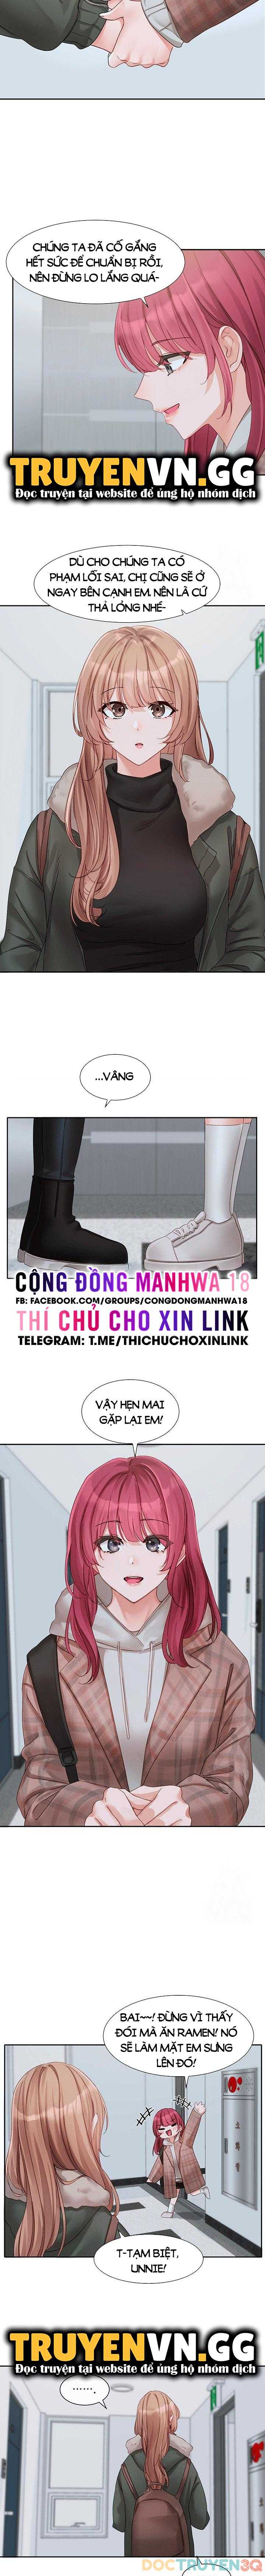 CHÚNG TA ĐÃ CỐ GẮNG
HẾT SỨC ĐỂ CHUẨN BỊ RỒI,
NÊN ĐỪNG LO LẮNG QUÁ-
TRUYENVN.GG
Đọc truyện tại website để ủng hộ nhóm dịch
DÙ CHO CHÚNG TA CÓ
PHẠM LỖI SAI, CHỊ CŨNG SẼ Ở
NGAY BÊN CẠNH EM. NÊN LÀ CỨ
THẢ LỎNG NHÉ-
...VÂNG
CỘNG ĐỒNG MANHWA 18
FB: FACEBOOK.COM/GROUPS/CONGDONGMANHWA18
THÍ CHỦ CHO XIN LINK
TELEGRAM: T.ME/THICHUCHOXINLINK
VẬY HẸN MAI
GẶP LẠI EM!
BAI~~! ĐỪNG VÌ THẤY
ĐÓI MÀ ĂN RAMEN! NÓ
SẼ LÀM MẶT EM SƯNG
LÊN ĐÓ!
T-TẠM BIỆT,
UNNIE!
TRUYENVN.GG
Đọc truyện tại website để ủng hộ nhóm dịch
.......
DOCTRUYEN3Q